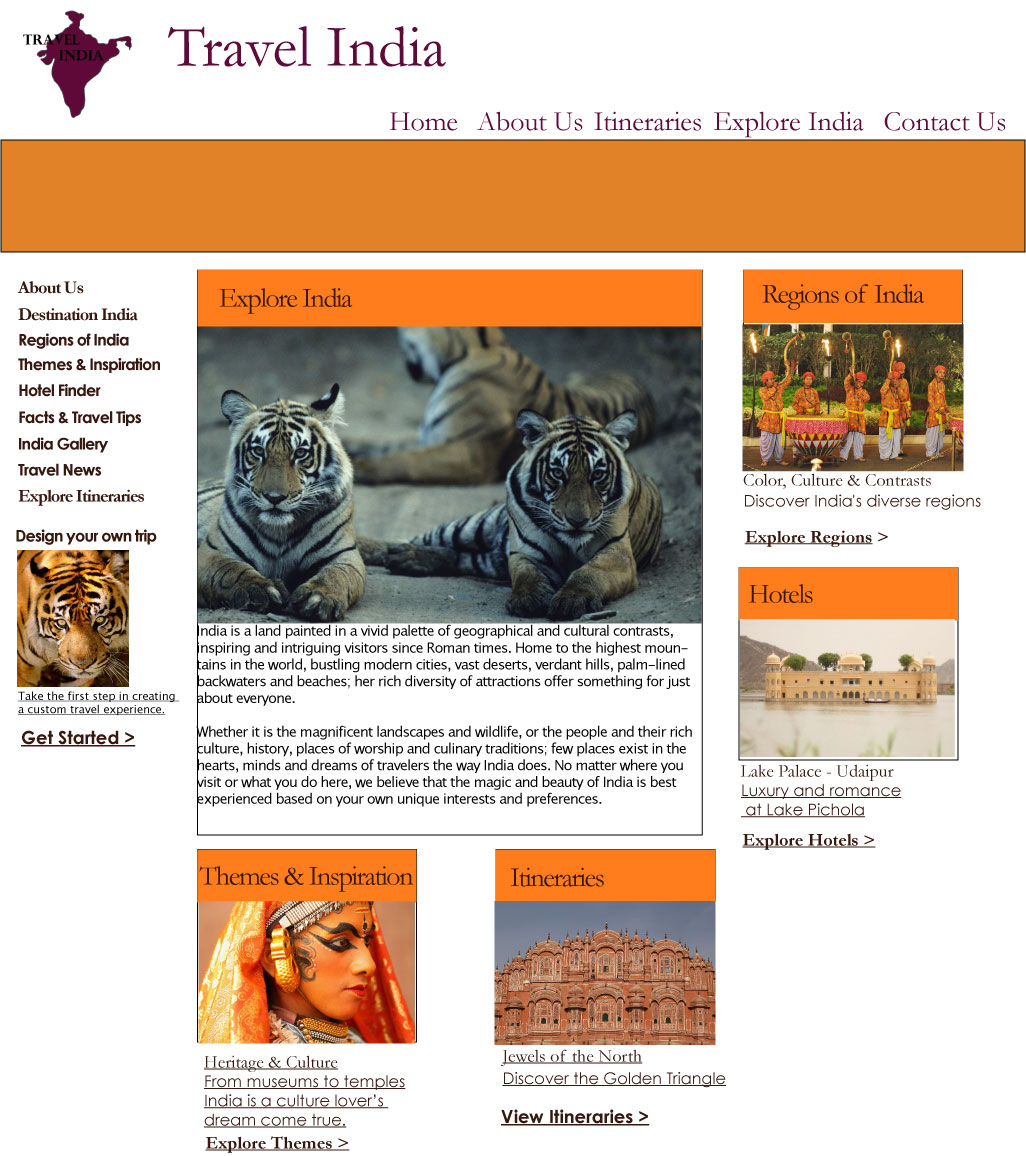 TRAVEL
INDIA
Travel India
Home About Us Itineraries Explore India Contact Us
About Us
Destination India
Regions of India
Themes & Inspiration
Hotel Finder
Facts & Travel Tips
India Gallery
Travel News
Explore Itineraries
Design your own trip
Take the first step in creating
a custom travel experience.
Get Started >
Explore India
India is a land painted in a vivid palette of geographical and cultural contrasts,
inspiring and intriguing visitors since Roman times. Home to the highest moun-
tains in the world, bustling modern cities, vast deserts, verdant hills, palm-lined
backwaters and beaches; her rich diversity of attractions offer something for just
about everyone.
Whether it is the magnificent landscapes and wildlife, or the people and their rich
culture, history, places of worship and culinary traditions; few places exist in the
hearts, minds and dreams of travelers the way India does. No matter where you
visit or what you do here, we believe that the magic and beauty of India is best
experienced based on your own unique interests and preferences.
Regions of India
Color, Culture & Contrasts
Discover India's diverse regions
Explore Regions >
Hotels
Lake Palace - Udaipur
Luxury and romance
at Lake Pichola
Explore Hotels >
Themes & Inspiration
Heritage & Culture
From museums to temples
India is a culture lover's
dream come true.
Explore Themes >
Itineraries
Jewels of the North
Discover the Golden Triangle
View Itineraries >